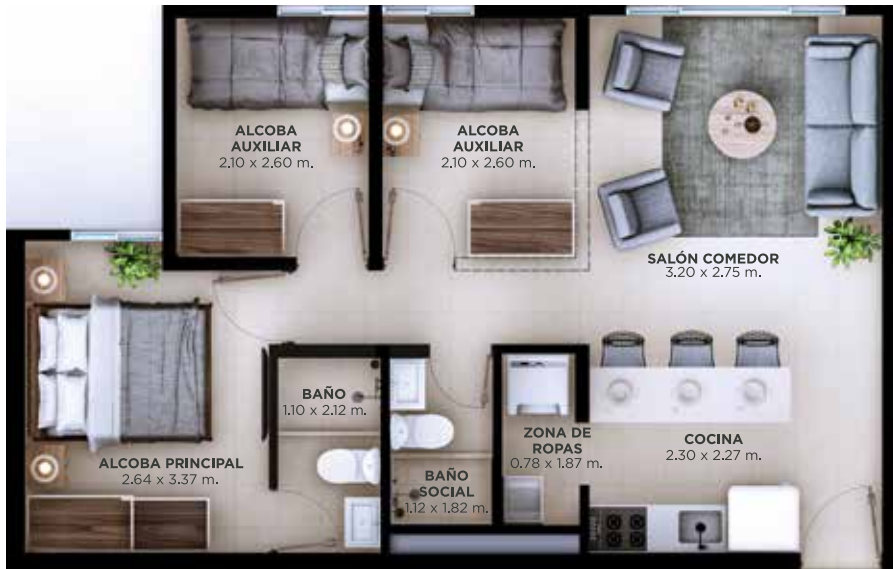 ALCOBA
AUXILIAR
2.10 x 2.60 m.
ALCOBA
AUXILIAR
2.10 x 2.60 m.
SALÓN COMEDOR
3.20 x 2.75 m.
BAÑO
1.10 x 2.12 m.
ALCOBA PRINCIPAL
2.64 x 3.37 m.
BAÑO
SOCIAL
1.12 x 1.82 m.
ZONA DE
ROPAS
0.78 x 1.87 m.
COCINA
2.30 x 2.27 m.